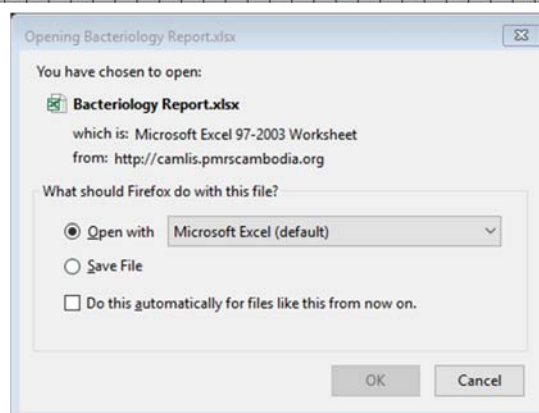 Opening Bacteriology Report.xlsx
You have chosen to open:
Bacteriology Report.xlsx
which is: Microsoft Excel 97-2003 Worksheet
from: http://camlis.pmrscambodia.org
What should Firefox do with this file?
Open with Microsoft Excel (default)
Save File
Do this automatically for files like this from now on.
OK Cancel